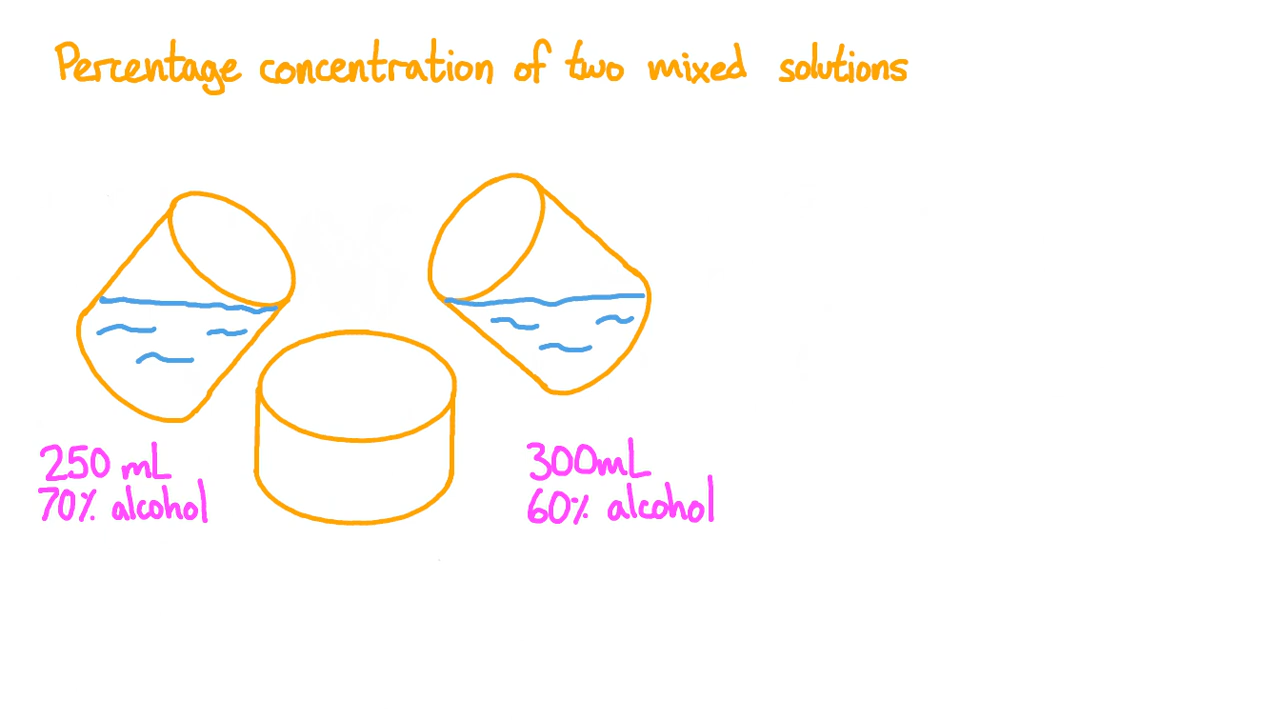 Percentage concentration of two mixed solutions
250 mL
70% alcohol
300mL
60% alcohol